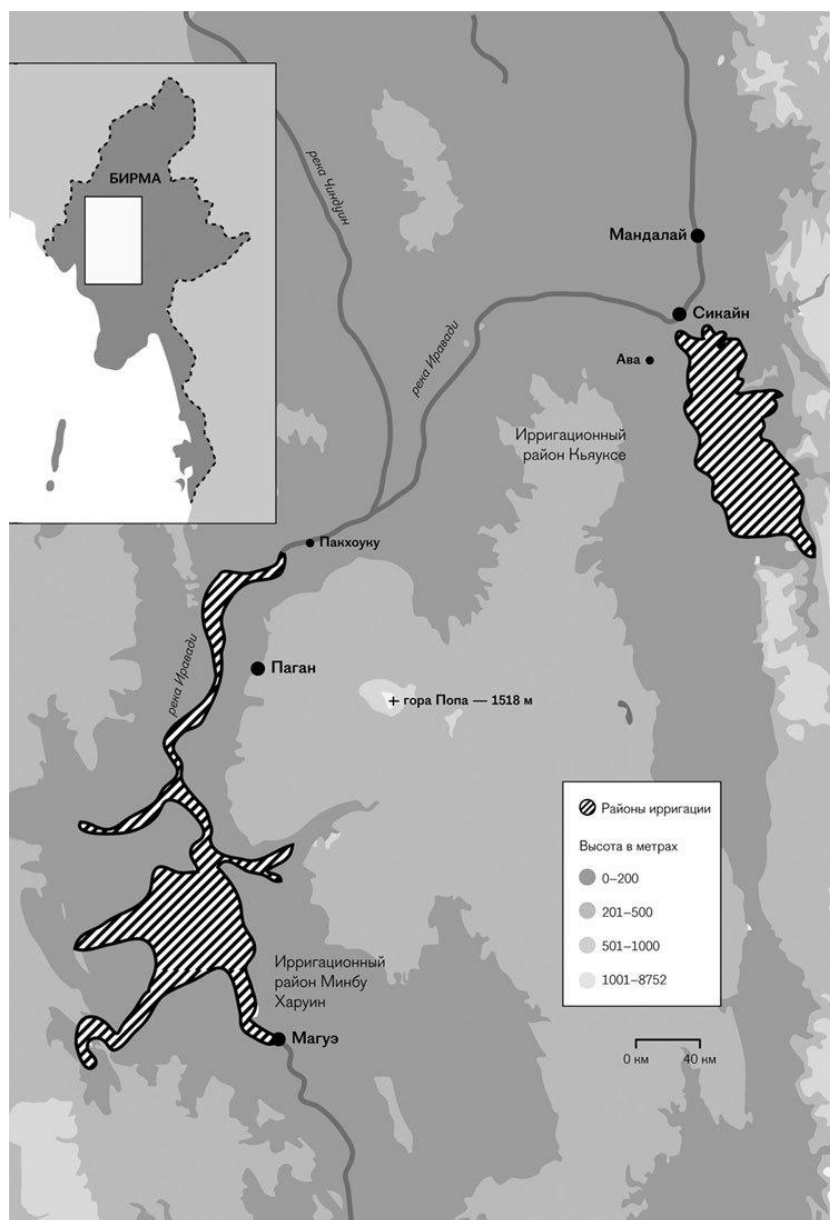 БИРМА
река Чиндуин
Мандалай
Сикайн
Ава
река Иравади
Ирригационный
район Кьяуксе
Пакхоуку
Паган
река Иравади
гора Попа — 1518 м
Районы ирригации
Высота в метрах
0–200
201–500
501–1000
1001–8752
Ирригационный
район Минбу
Харуин
Магуэ
0 км 40 км